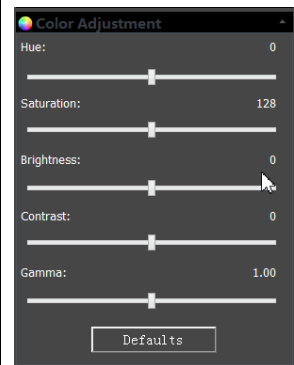 Color Adjustment
Hue: 0
Saturation: 128
Brightness: 0
Contrast: 0
Gamma: 1.00
Defaults